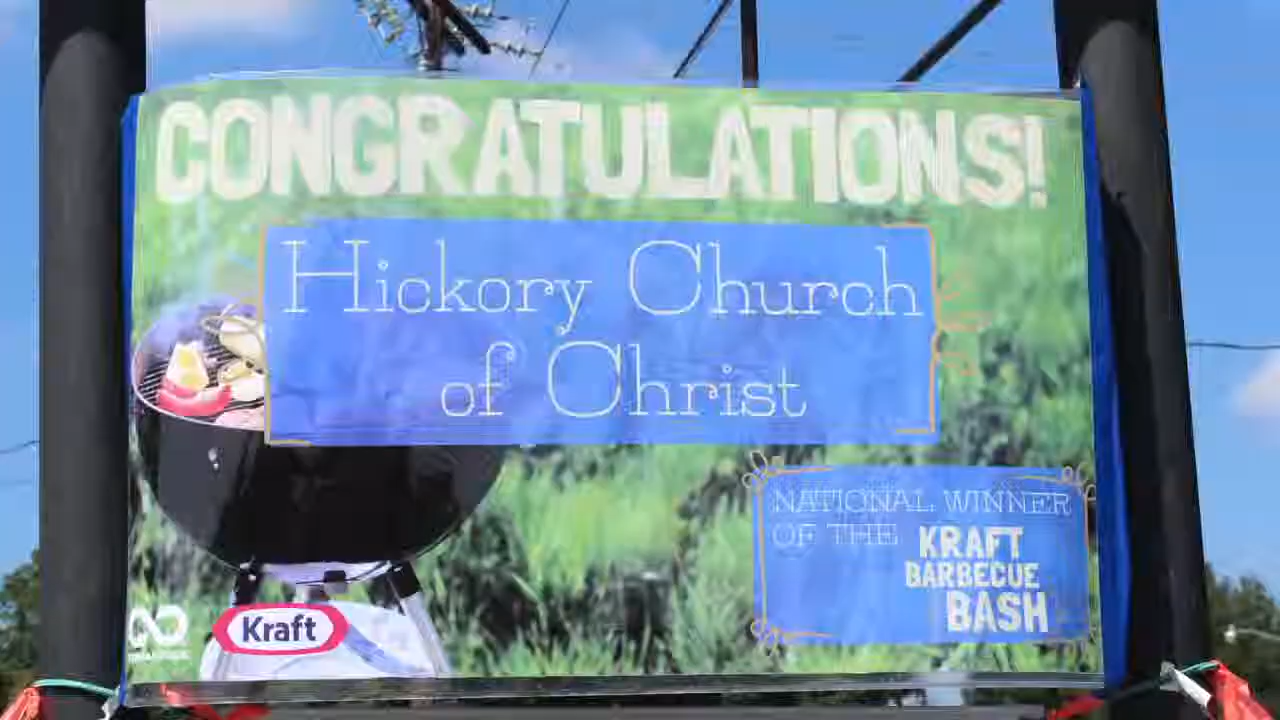 CONGRATULATIONS!
Hickory Church
of Christ
NATIONAL WINNER
OF THE KRAFT
BARBECUE
BASH
Kraft